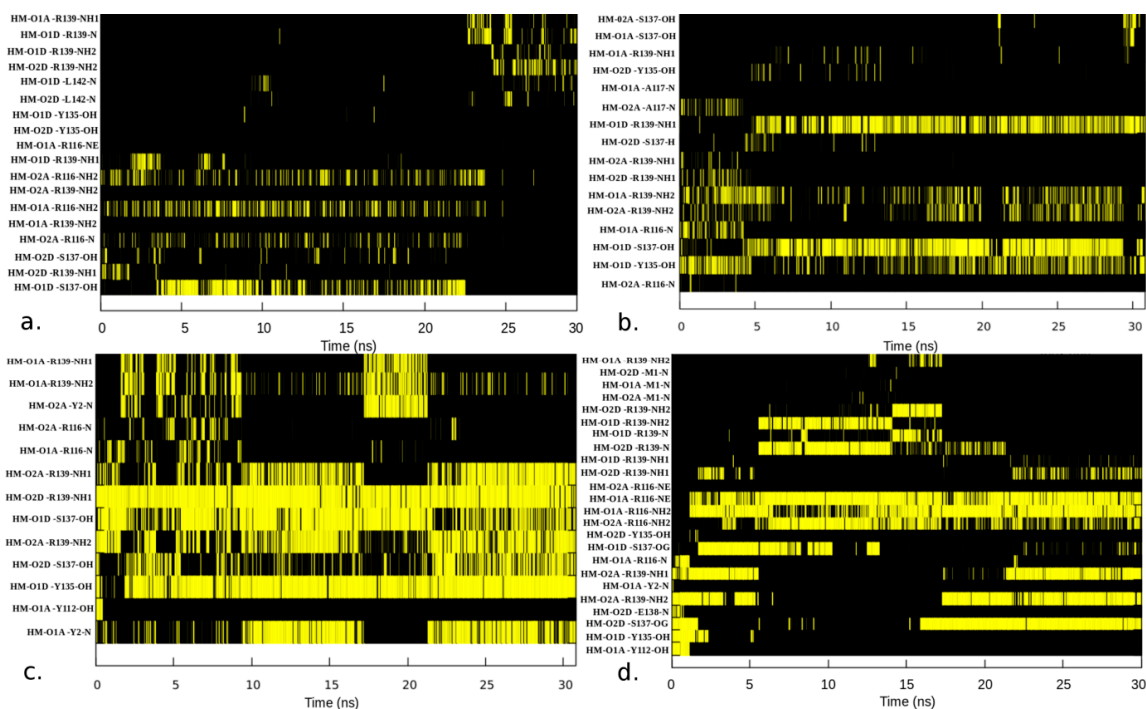 HM-O1A -R139-NH1
HM-O1D -R139-N
HM-O1D -R139-NH2
HM-O2D -R139-NH2
HM-O1D -L142-N
HM-O2D -L142-N
HM-O1D -Y135-OH
HM-O2D -Y135-OH
HM-O1A -R116-NE
HM-O1D -R139-NH1
HM-O2A -R116-NH2
HM-O2A -R139-NH2
HM-O1A -R116-NH2
HM-O1A -R139-NH2
HM-O2A -R116-N
HM-O2D -S137-OH
HM-O2D -R139-NH1
HM-O1D -S137-OH
0 5 10 15 20 25 30
a.
Time (ns)
HM-02A -S137-OH
HM-O1A -S137-OH
HM-O1A -R139-NH1
HM-O2D -Y135-OH
HM-O1A -A117-N
HM-O2A -A117-N
HM-O1D -R139-NH1
HM-O2D -S137-H
HM-O2A -R139-NH1
HM-O2D -R139-NH1
HM-O1A -R139-NH2
HM-O2A -R139-NH2
HM-O1A -R116-N
HM-O1D -S137-OH
HM-O1D -Y135-OH
HM-O2A -R116-N
0 5 10 15 20 25 30
b.
Time (ns)
HM-O1A -R139-NH1
HM-O1A-R139-NH2
HM-O2A -Y2-N
HM-O2A -R116-N
HM-O1A -R116-N
HM-O2A -R139-NH1
HM-O2D -R139-NH1
HM-O1D -S137-OH
HM-O2A -R139-NH2
HM-O2D -S137-OH
HM-O1D -Y135-OH
HM-O1A -Y112-OH
HM-O1A -Y2-N
c.
0 5 10 15 20 25 30
Time (ns)
HM-O1A -R139-NH2
HM-O2D -M1-N
HM-O1A -M1-N
HM-O2A -M1-N
HM-O2D -R139-NH2
HM-O1D -R139-NH2
HM-O1D -R139-N
HM-O2D -R139-N
HM-O1D -R139-NH1
HM-O2D -R139-NH1
HM-O2A -R116-NE
HM-O1A -R116-NE
HM-O1A -R116-NH2
HM-O2A -R116-NH2
HM-O2D -Y135-OH
HM-O1D -S137-OG
HM-O1A -R116-N
HM-O2A -R139-NH1
HM-O1A -Y2-N
HM-O2A -R139-NH2
HM-O2D -E138-N
HM-O2D -S137-OG
HM-O1D -Y135-OH
HM-O1A -Y112-OH
d.
0 5 10 15 20 25 30
Time (ns)